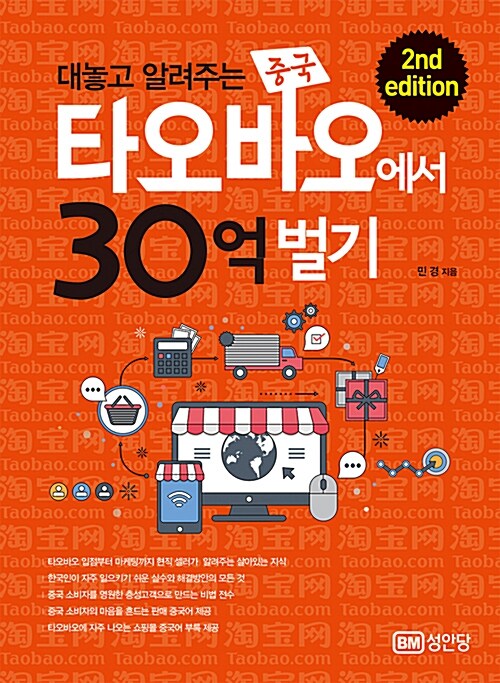 2nd
edition
대놓고 알려주는 중국
타오바오에서
30억 벌기
민경 지음
타오바오 입점부터 마케팅까지 현직 셀러가 알려주는 살아있는 지식
한국인이 자주 일으키기 쉬운 실수와 해결방안의 모든 것
중국 소비자를 영원한 충성고객으로 만드는 비법 전수
중국 소비자의 마음을 흔드는 판매 중국어 제공
타오바오에 자주 나오는 쇼핑몰 중국어 부록 제공
BM 성안당
淘宝网
Taobao.com